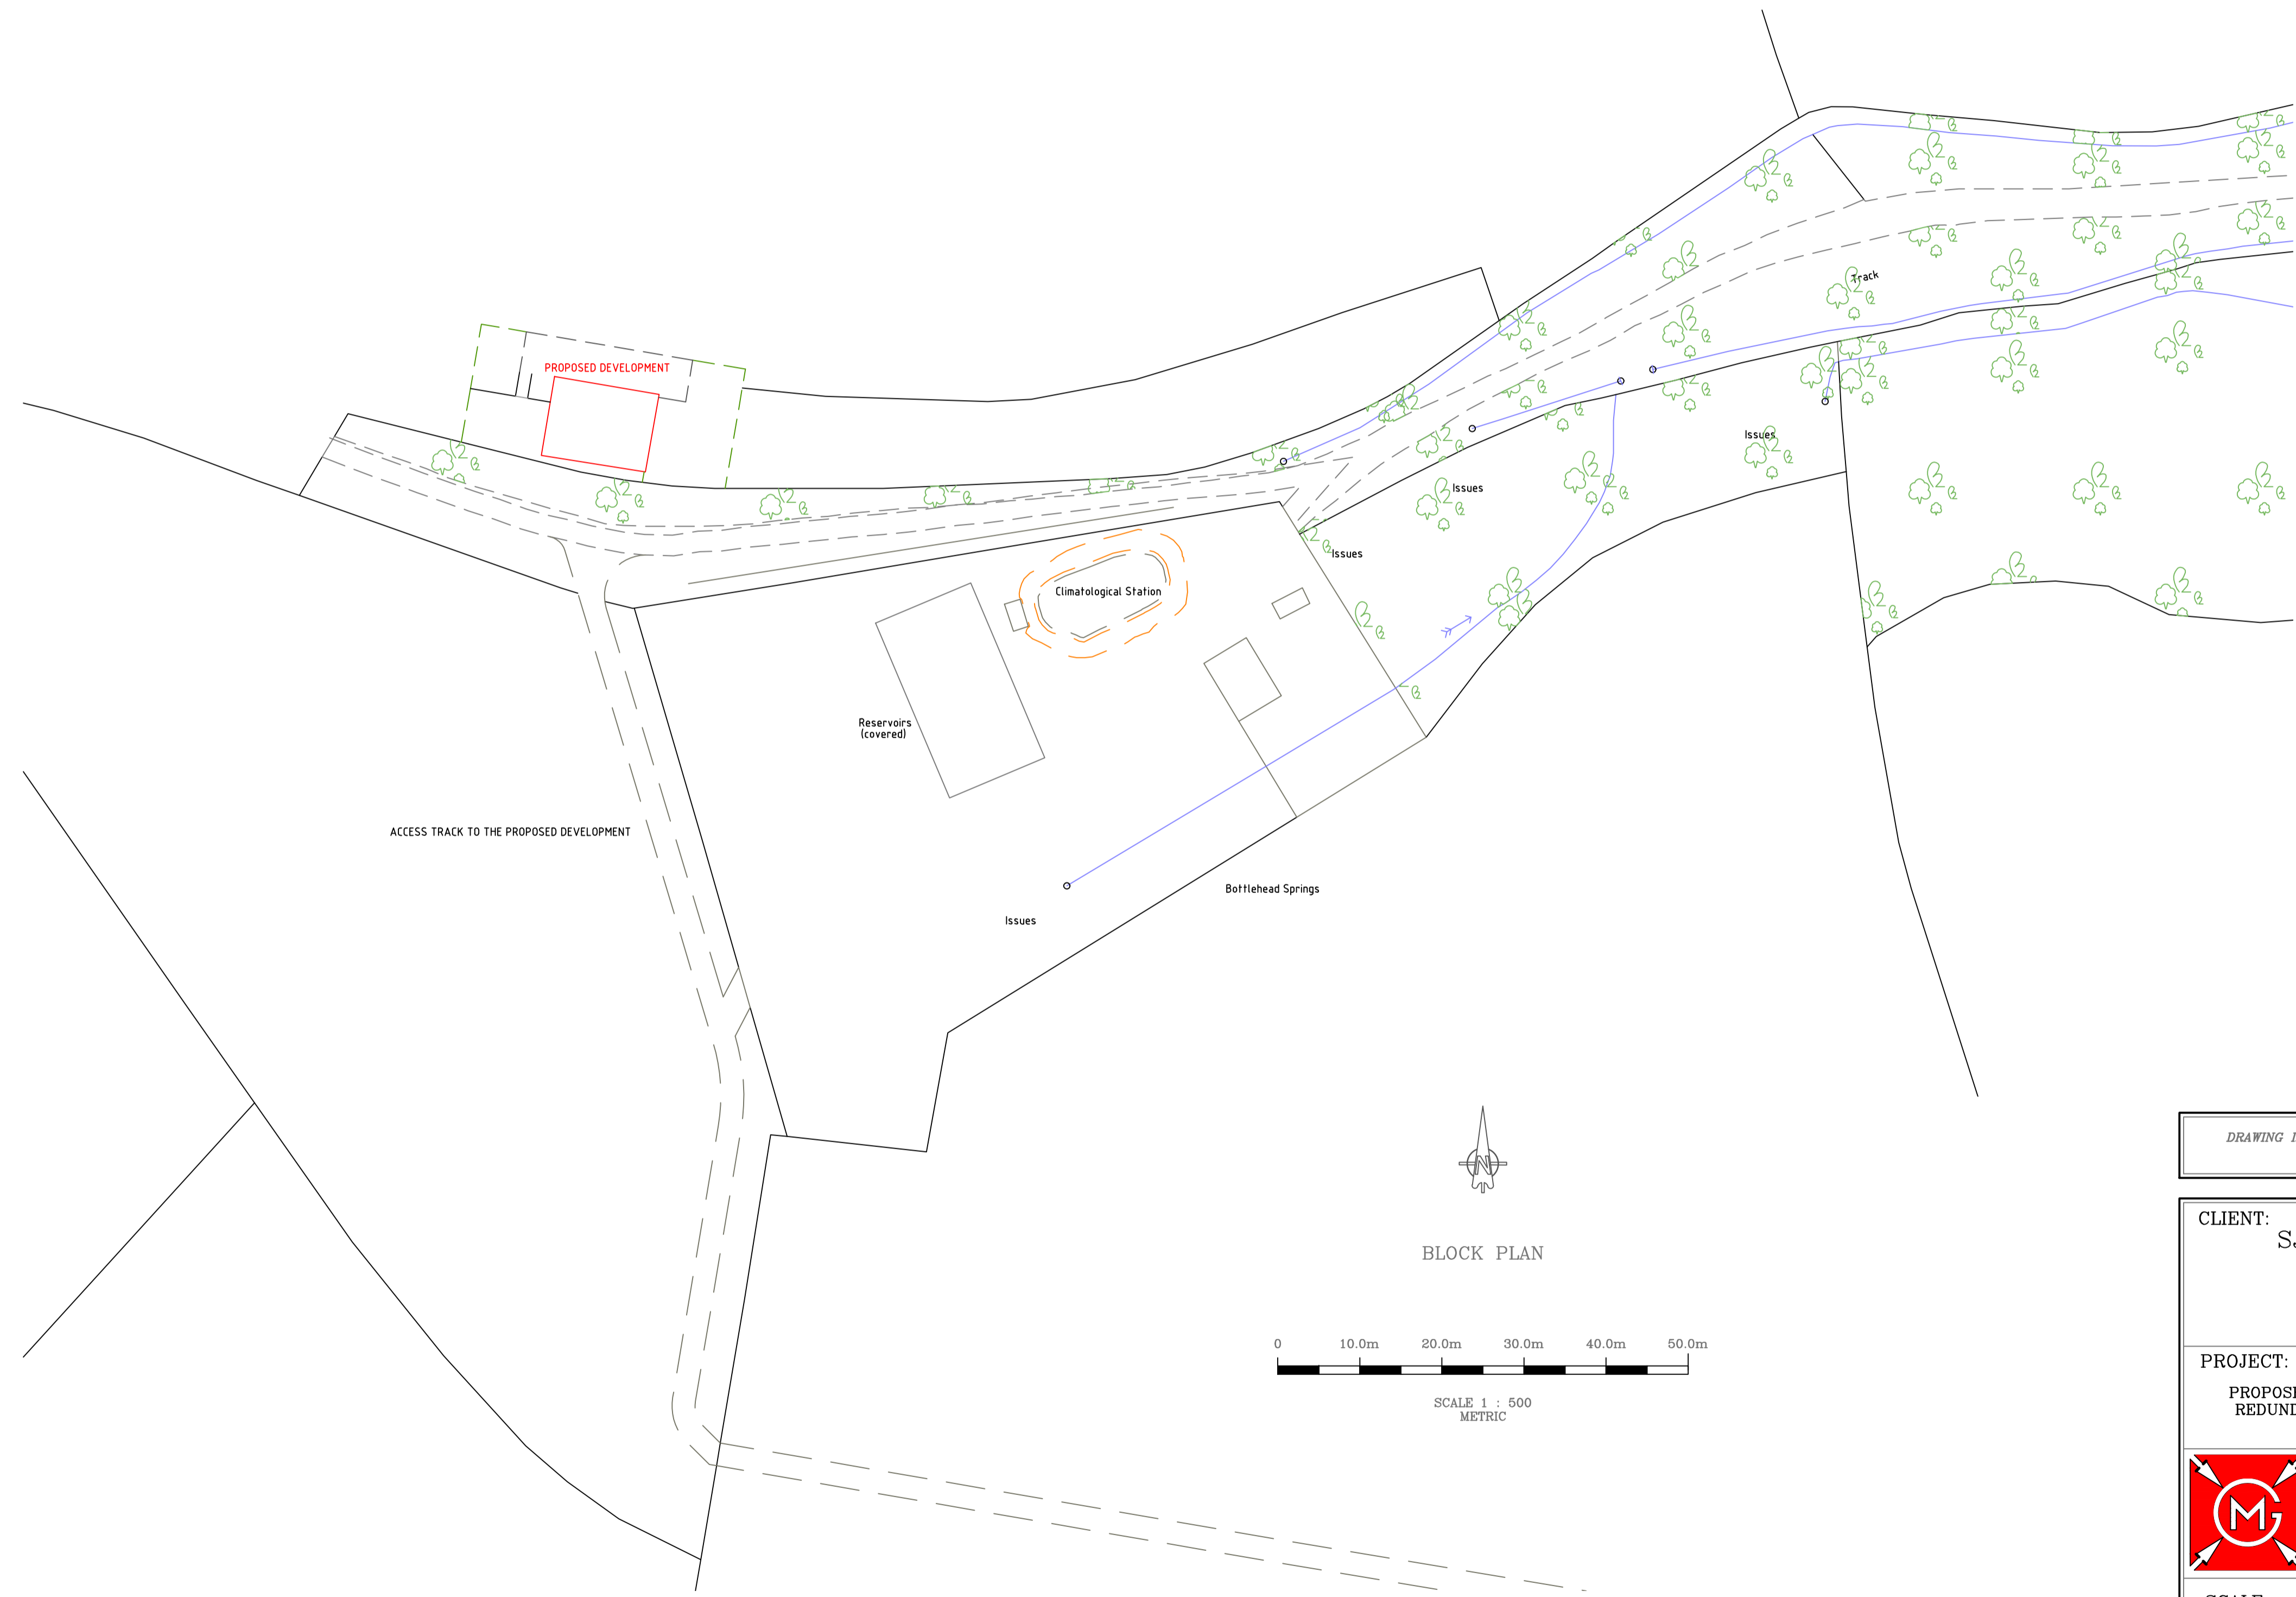 PROPOSED DEVELOPMENT
Track
Issues
Issues
Issues
Climatological Station
Reservoirs
(covered)
ACCESS TRACK TO THE PROPOSED DEVELOPMENT
Bottlehead Springs
Issues
N
DRAWING
BLOCK PLAN
CLIENT:
0 10.0m 20.0m 30.0m 40.0m 50.0m
SCALE 1 : 500
METRIC
PROJECT: